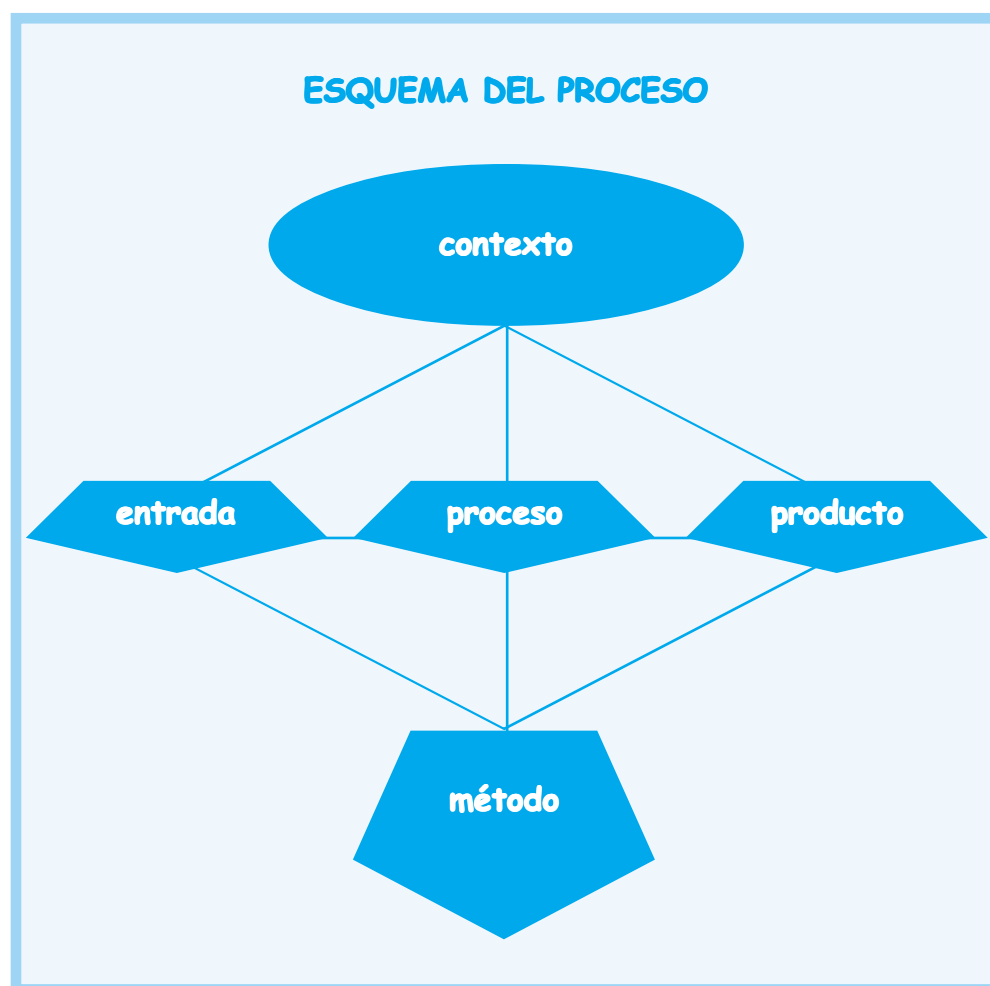 ESQUEMA DEL PROCESO
contexto
entrada
proceso
producto
método